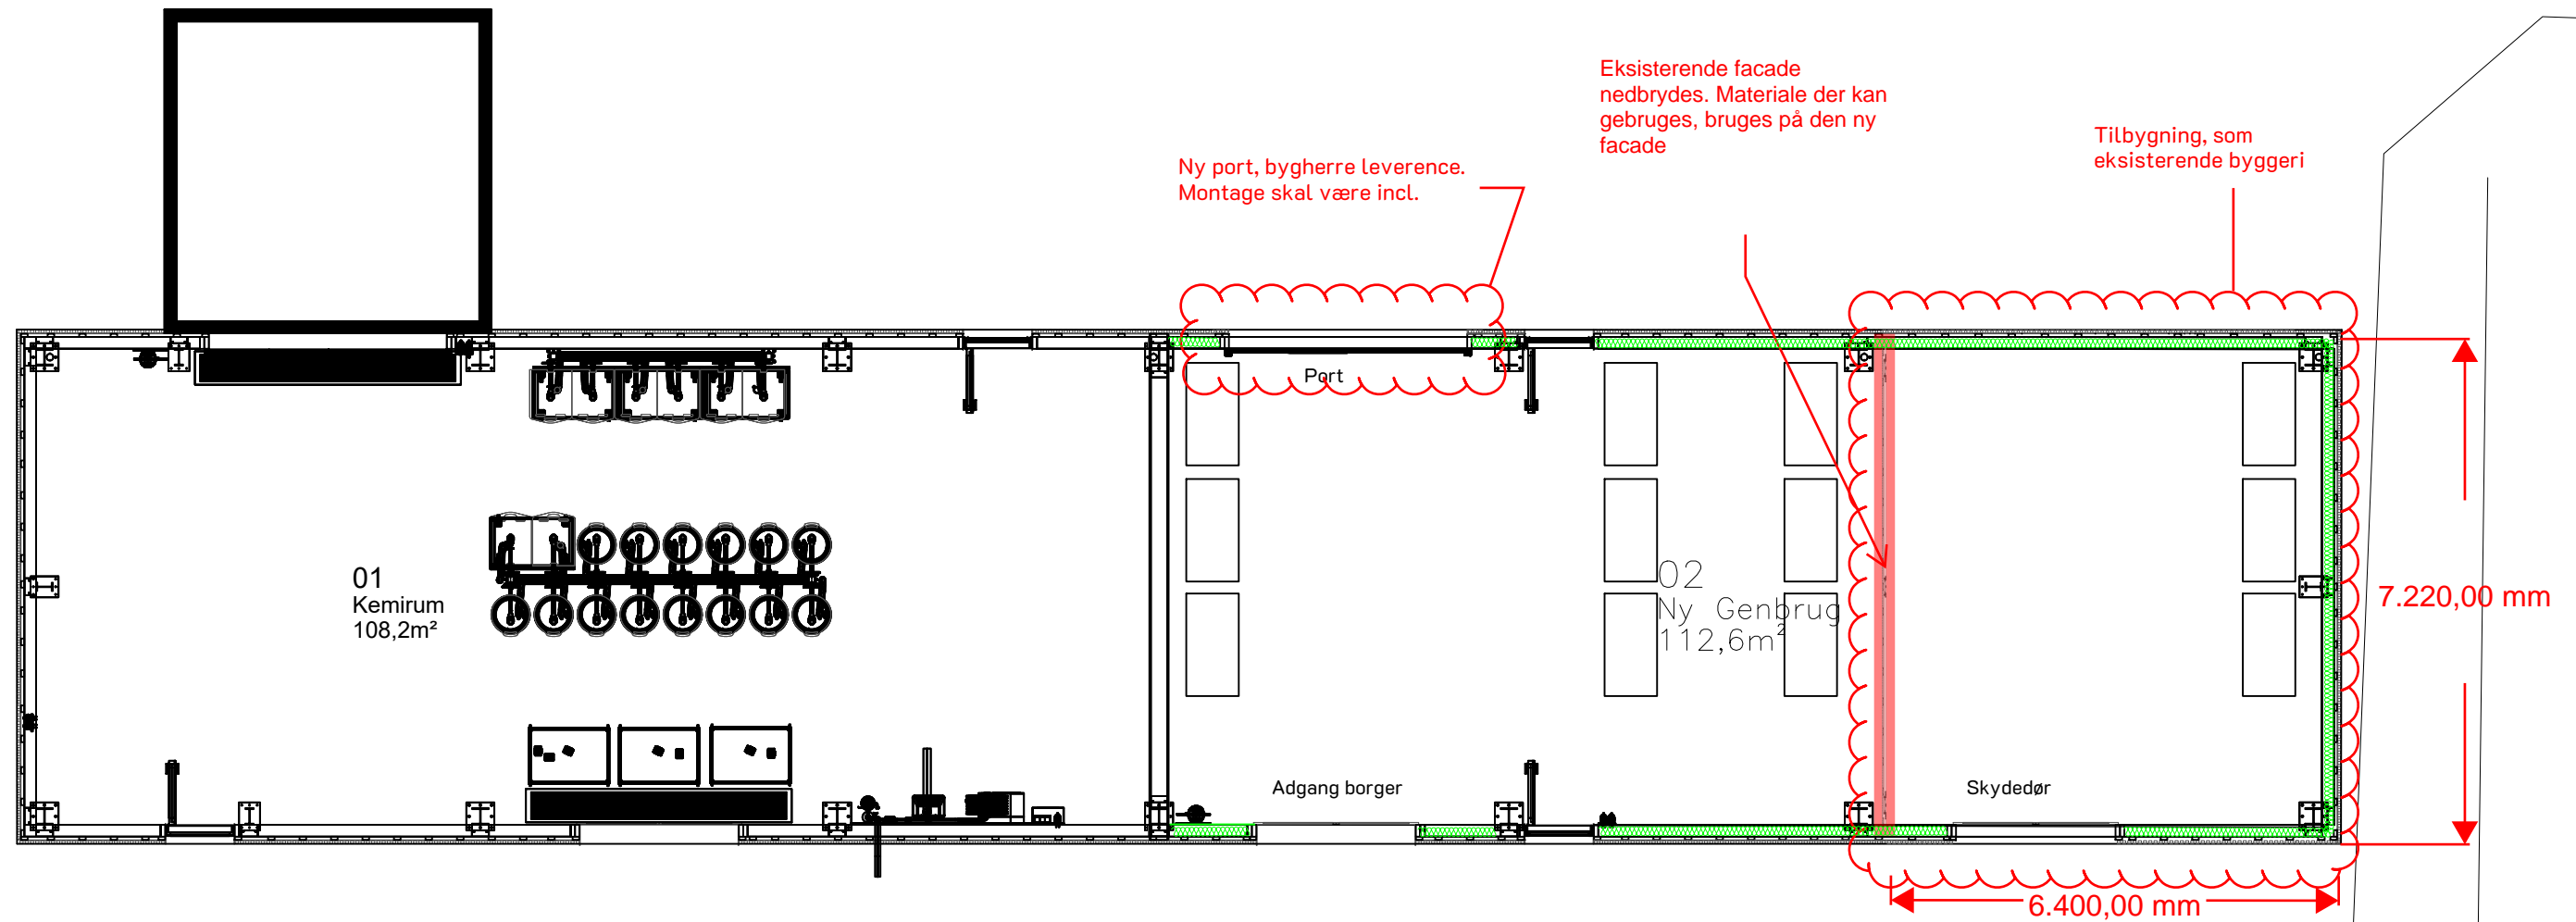 Eksisterende facade
nedbrydes. Materiale der kan
gebruges, bruges på den ny
facade
Tilbygning, som
eksisterende byggeri
Ny port, bygherre leverence.
Montage skal være incl.
Port
01
Kemirum
108,2m²
02
Ny Genbrug
112,6m²
7.220,00 mm
Adgang borger
Skydedør
6.400,00 mm